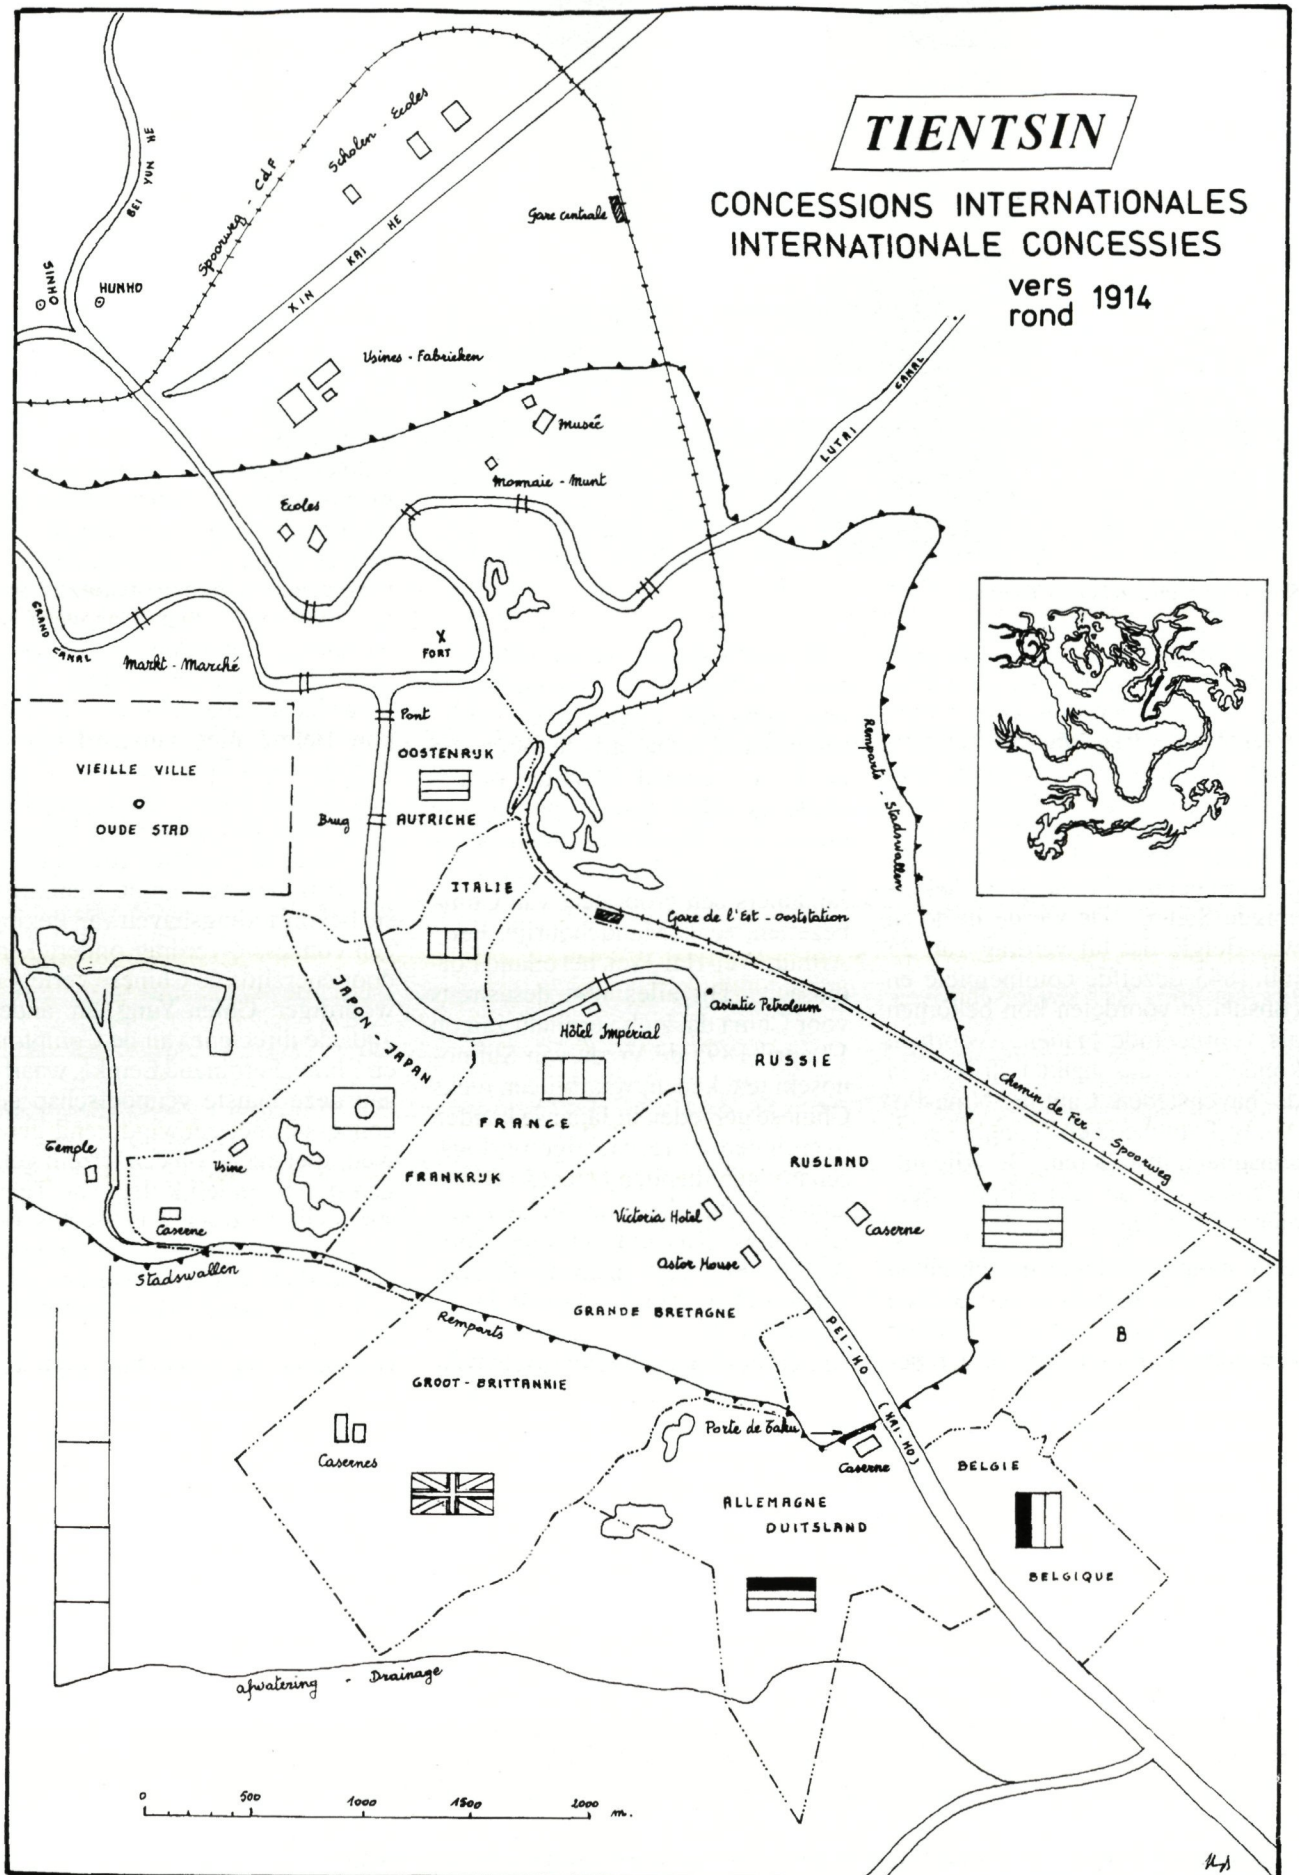 TIENTSIN
CONCESSIONS INTERNATIONALES
INTERNATIONALE CONCESSIES
vers
rond 1914
BEI YUN HE
SINHO
HUNHO
Spoorweg - CdF
Scholen - Ecoles
XIN KAI HE
Gare centrale
Usines - Fabrieken
Musée
Monnaie - Munt
Ecoles
LUTAI CANAL
GRAND CANAL
Markt - Marché
X
FORT
Pont
OOSTENRIJK
AUTRICHE
Brug
VIEILLE VILLE
OUDE STAD
Remparts - Stadswallen
ITALIE
Gare de l'Est - Ooststation
JAPON
JAPAN
Hôtel Impérial
Asiatic Petroleum
RUSSIE
Chemin de Fer - Spoorweg
FRANCE
FRANKRIJK
RUSLAND
Temple
Usine
Caserne
Stadswallen
Victoria Hotel
Caserne
Astor House
Remparts
GRANDE BRETAGNE
PEI-HO
(HAI-HO)
B
GROOT-BRITTANNIE
Porte de Taku
Caserne
Casernes
BELGIE
ALLEMAGNE
DUITSLAND
BELGIQUE
afwatering - Drainage
0 500 1000 1500 2000 m.